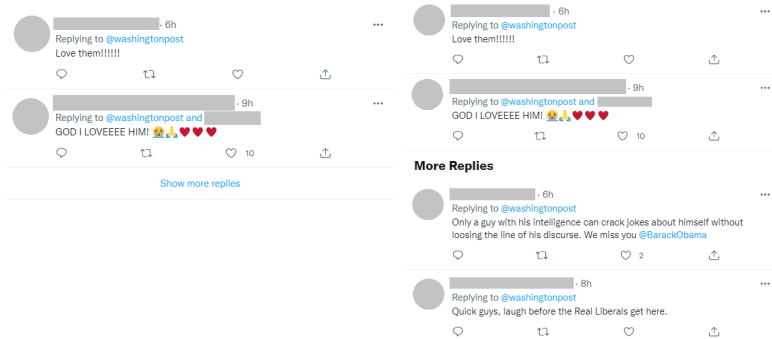 · 6h
Replying to @washingtonpost
Love them!!!!!!
· 9h
Replying to @washingtonpost and
GOD I LOVEEEE HIM! 😭🙏♥♥♥
10
Show more replies
· 6h
Replying to @washingtonpost
Love them!!!!!!
· 9h
Replying to @washingtonpost and
GOD I LOVEEEE HIM! 😭🙏♥♥♥
10
More Replies
· 6h
Replying to @washingtonpost
Only a guy with his intelligence can crack jokes about himself without
loosing the line of his discurse. We miss you @BarackObama
2
· 8h
Replying to @washingtonpost
Quick guys, laugh before the Real Liberals get here.